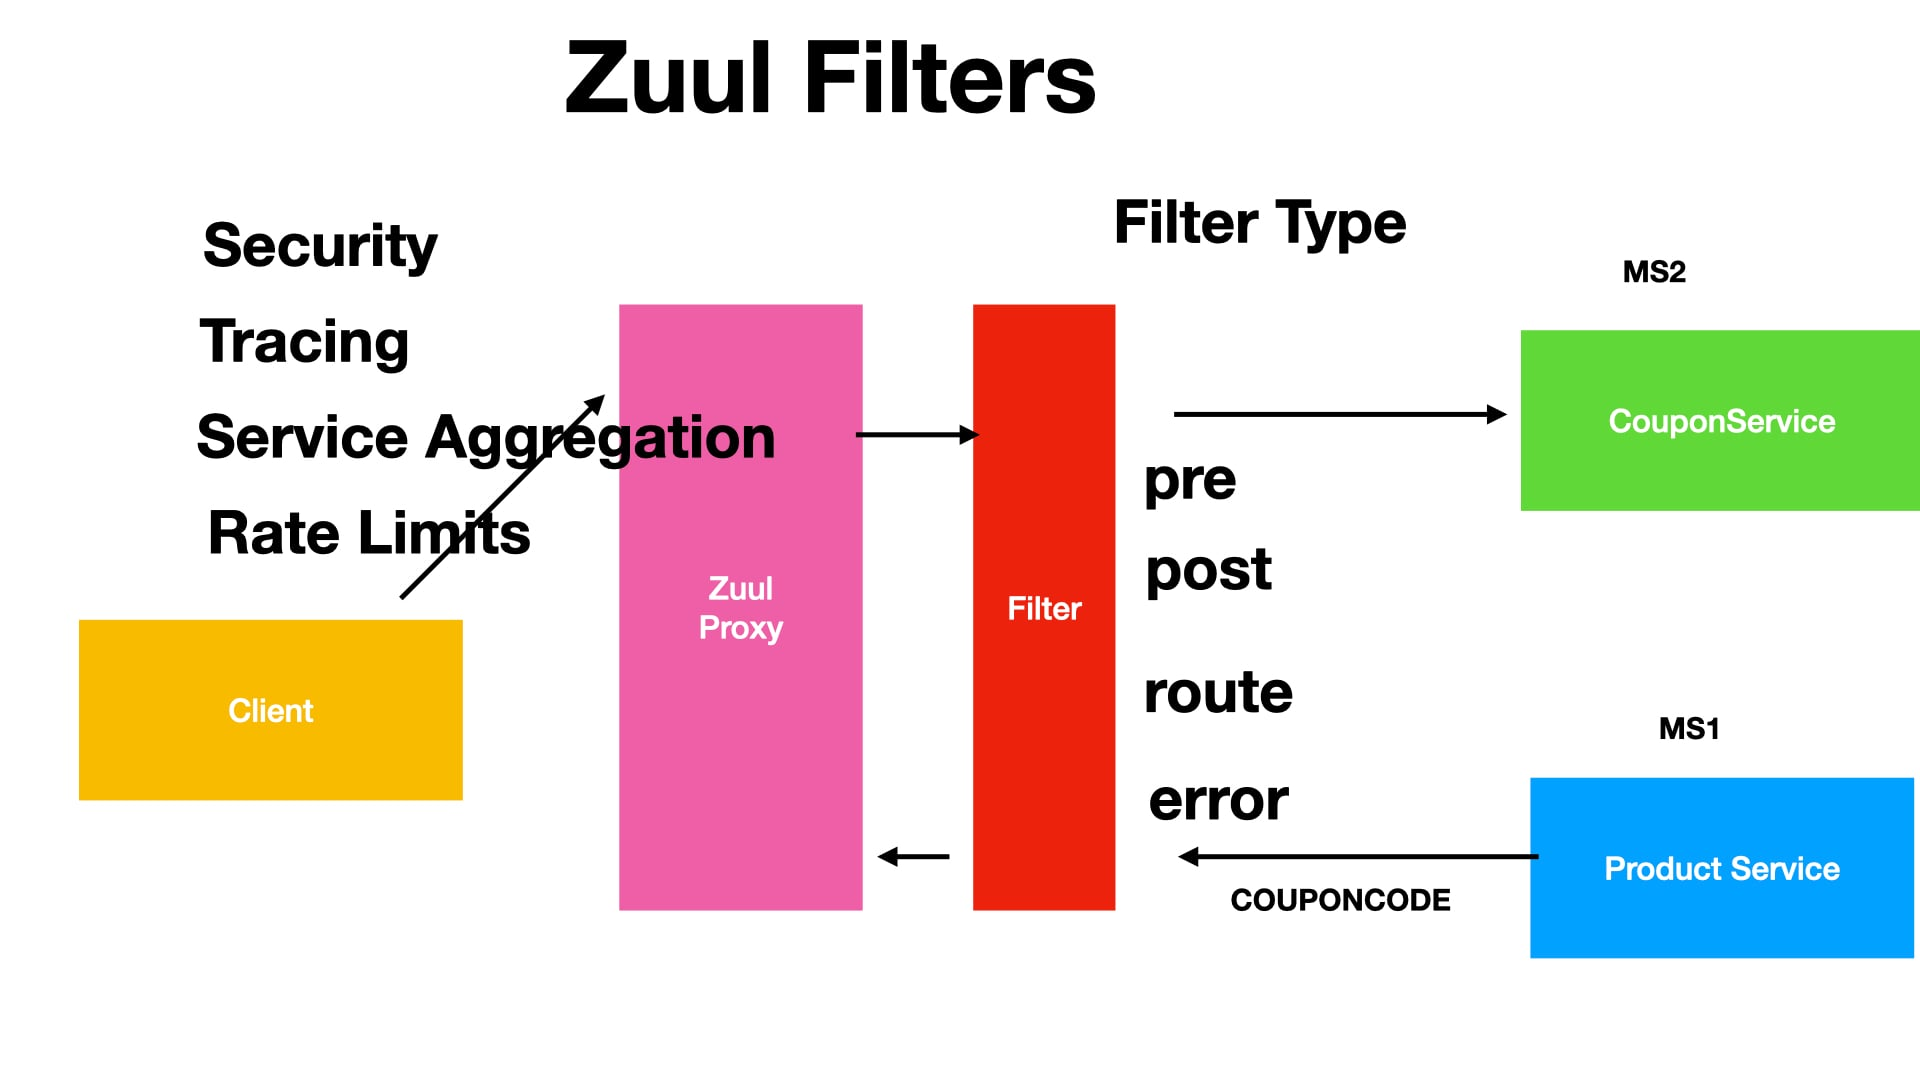 Zuul Filters
Security
Tracing
Service Aggregation
Rate Limits
Client
Zuul
Proxy
Filter
Filter Type
pre
post
route
error
MS2
CouponService
MS1
Product Service
COUPONCODE